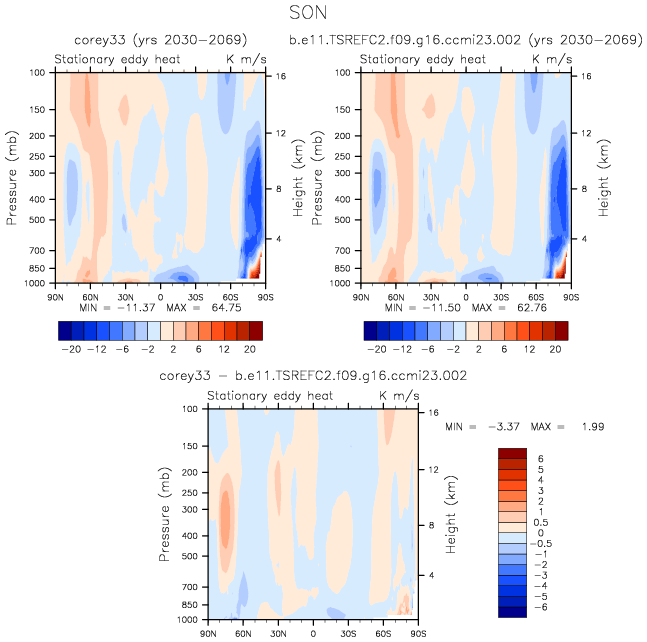 SON
corey33 (yrs 2030-2069)
b.e11.TSREFC2.f09.g16.ccmi23.002 (yrs 2030-2069)
Stationary eddy heat K m/s
Stationary eddy heat K m/s
Pressure (mb)
100
150
200
250
300
400
500
700
850
1000
16
12
8
4
Height (km)
90N 60N 30N 0 30S 60S 90S
MIN = -11.37 MAX = 64.75
-20 -12 -6 -2 2 6 12 20
Pressure (mb)
100
150
200
250
300
400
500
700
850
1000
16
12
8
4
Height (km)
90N 60N 30N 0 30S 60S 90S
MIN = -11.50 MAX = 62.76
-20 -12 -6 -2 2 6 12 20
corey33 - b.e11.TSREFC2.f09.g16.ccmi23.002
Stationary eddy heat K m/s
Pressure (mb)
100
150
200
250
300
400
500
700
850
1000
16
12
8
4
Height (km)
90N 60N 30N 0 30S 60S 90S
MIN = -3.37 MAX = 1.99
6
5
4
3
2
1
0.5
0
-0.5
-1
-2
-3
-4
-5
-6